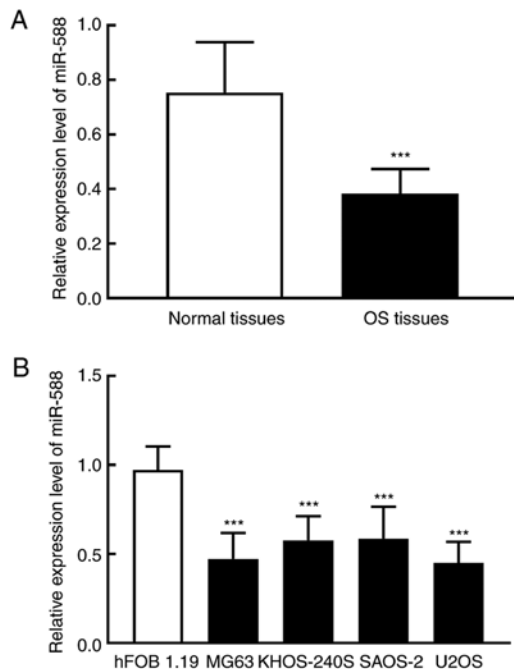 A
Relative expression level of miR-588
1.0
0.8
0.6
0.4
0.2
0.0
***
Normal tissues
OS tissues
B
Relative expression level of miR-588
1.5
1.0
0.5
0.0
***
***
***
***
hFOB 1.19 MG63 KHOS-240S SAOS-2 U2OS